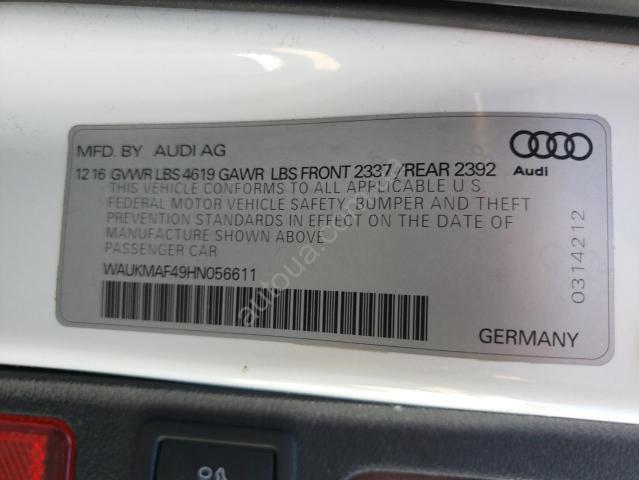 MFD. BY AUDI AG
12 16 GVWR LBS 4619 GAWR LBS FRONT 2337/REAR 2392
THIS VEHICLE CONFORMS TO ALL APPLICABLE U.S.
FEDERAL MOTOR VEHICLE SAFETY, BUMPER AND THEFT
PREVENTION STANDARDS IN EFFECT ON THE DATE OF
MANUFACTURE SHOWN ABOVE
PASSENGER CAR
WAUKMAF49HN056611
Audi
0314212
GERMANY